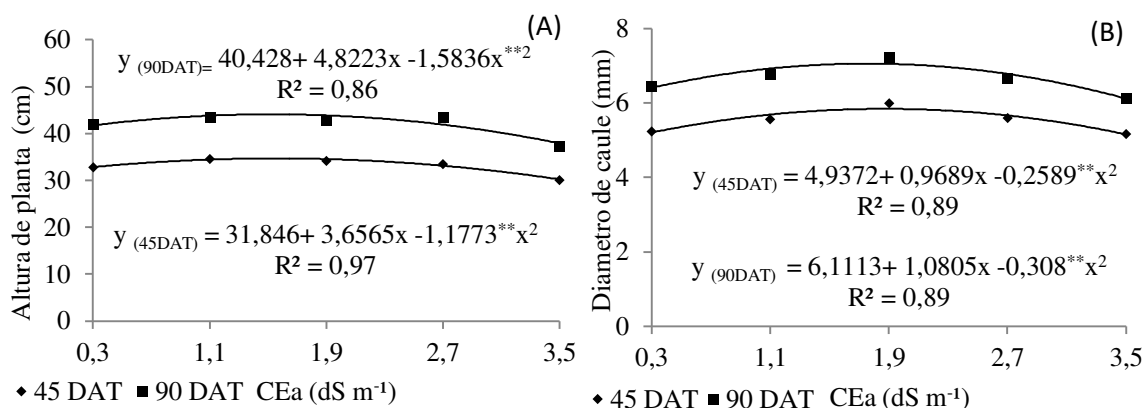 (A)
Altura de planta (cm)
60
50
40
30
20
10
0
y (90DAT)= 40,428+ 4,8223x -1,5836x**2
R² = 0,86
y (45DAT) = 31,846+ 3,6565x -1,1773**x²
R² = 0,97
0,3 1,1 1,9 2,7 3,5
45 DAT 90 DAT CEa (dS m-¹)
(B)
Diametro de caule (mm)
8
6
4
2
0
y (45DAT) = 4,9372+ 0,9689x -0,2589**x²
R² = 0,89
y (90DAT) = 6,1113+ 1,0805x -0,308**x²
R² = 0,89
0,3 1,1 1,9 2,7 3,5
45 DAT 90 DAT CEa (dS m-¹)